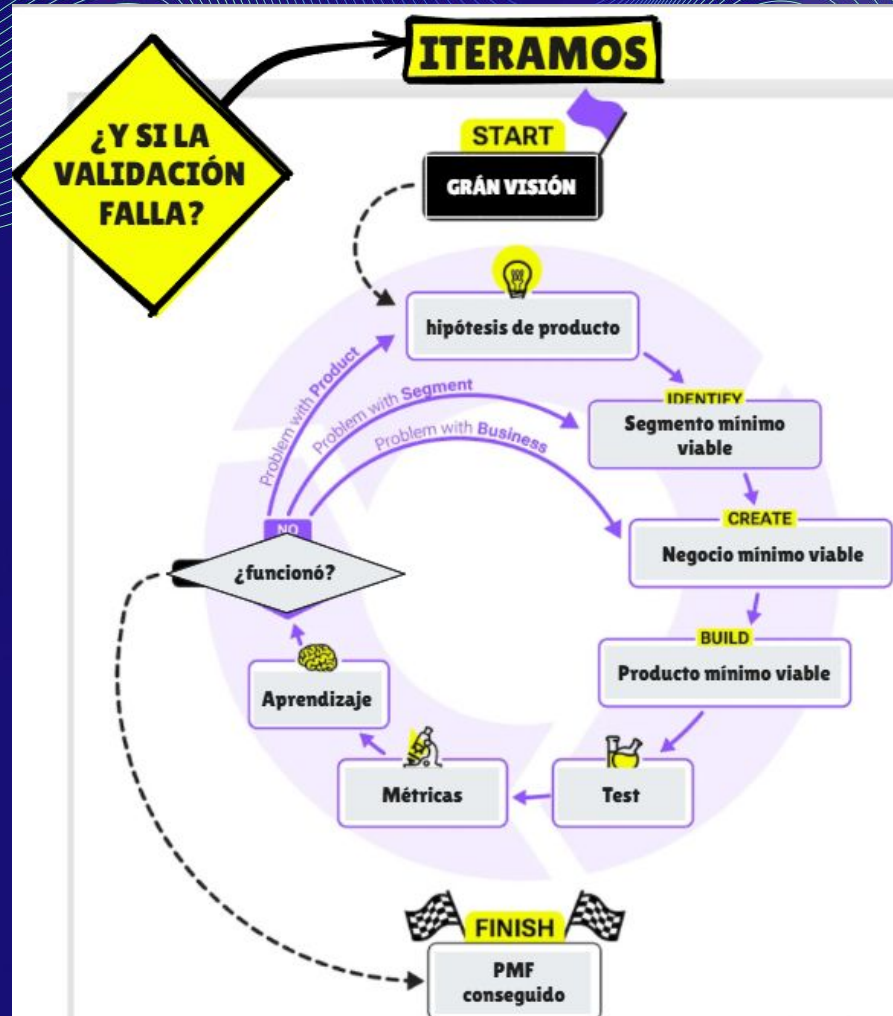 ITERAMOS
¿Y SI LA
VALIDACIÓN
FALLA?
START
GRÁN VISIÓN
hipótesis de producto
Problem with Product
Problem with Segment
Problem with Business
IDENTIFY
Segmento mínimo
viable
CREATE
Negocio mínimo viable
NO
¿funcionó?
BUILD
Producto mínimo viable
Aprendizaje
Métricas
Test
FINISH
PMF
conseguido